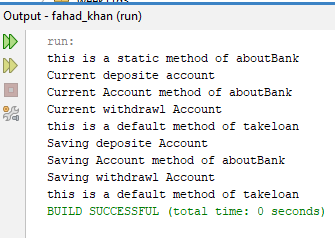 Output - fahad_khan (run)
run:
this is a static method of aboutBank
Current deposite account
Current Account method of aboutBank
Current withdrawl Account
this is a default method of takeloan
Saving deposite Account
Saving Account method of aboutBank
Saving withdrawl Account
this is a default method of takeloan
BUILD SUCCESSFUL (total time: 0 seconds)